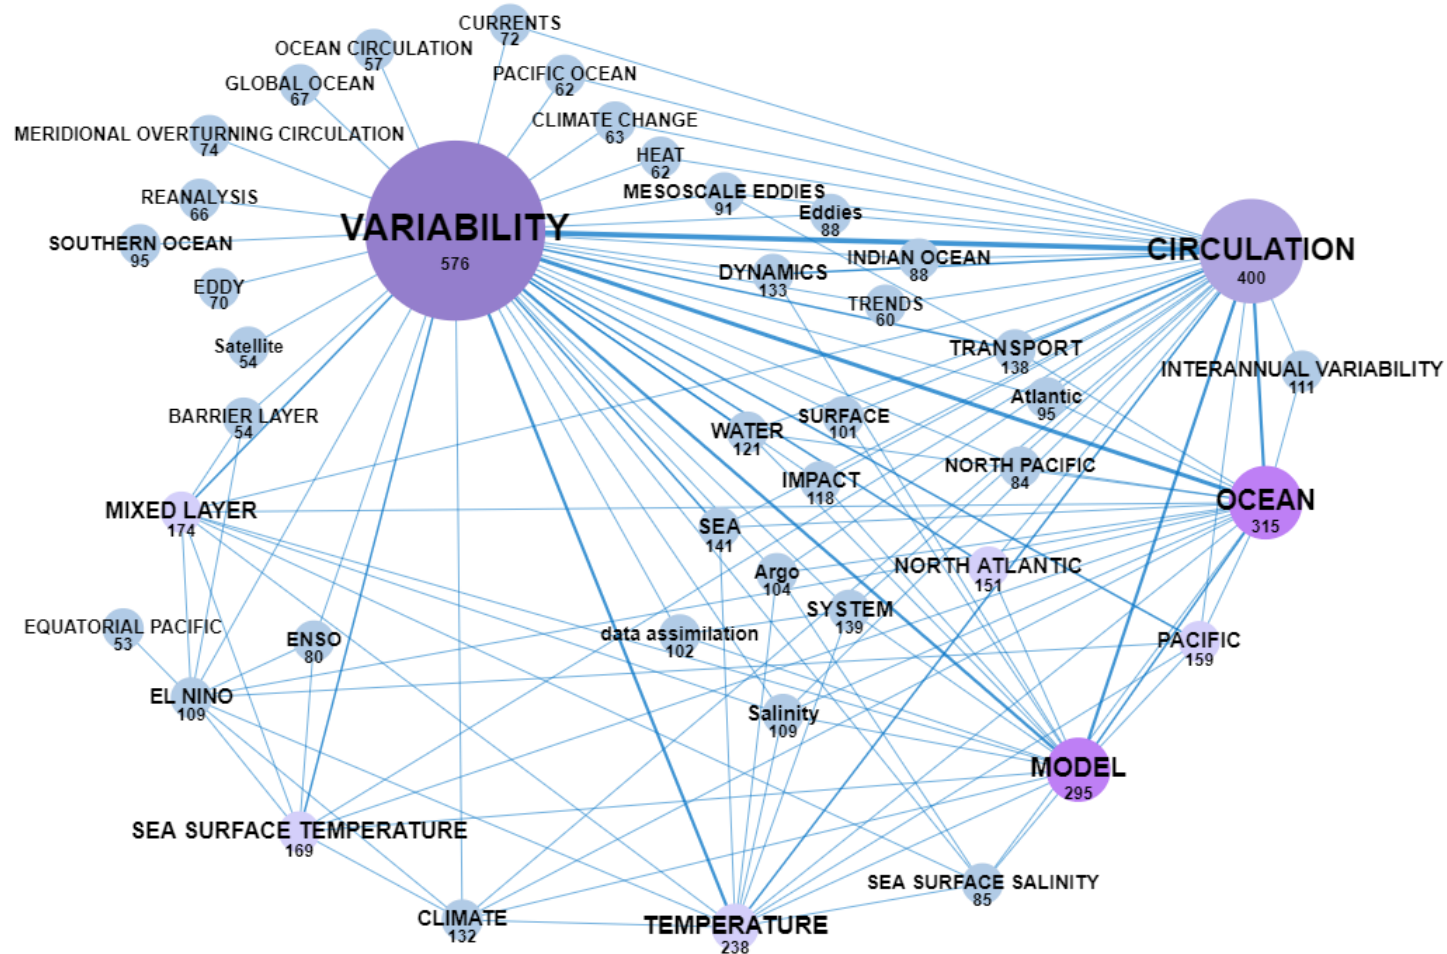 CURRENTS
72
OCEAN CIRCULATION
57
PACIFIC OCEAN
62
GLOBAL OCEAN
67
CLIMATE CHANGE
63
MERIDIONAL OVERTURNING CIRCULATION
74
HEAT
62
REANALYSIS
66
MESOSCALE EDDIES
91
Eddies
88
VARIABILITY
576
SOUTHERN OCEAN
95
CIRCULATION
400
INDIAN OCEAN
88
DYNAMICS
133
EDDY
70
TRENDS
60
Satellite
54
TRANSPORT
138
INTERANNUAL VARIABILITY
111
Atlantic
95
BARRIER LAYER
54
SURFACE
101
WATER
121
NORTH PACIFIC
84
IMPACT
118
OCEAN
315
MIXED LAYER
174
SEA
141
NORTH ATLANTIC
151
Argo
104
SYSTEM
139
EQUATORIAL PACIFIC
53
ENSO
80
data assimilation
102
PACIFIC
159
EL NINO
109
Salinity
109
MODEL
295
SEA SURFACE TEMPERATURE
169
SEA SURFACE SALINITY
85
CLIMATE
132
TEMPERATURE
238